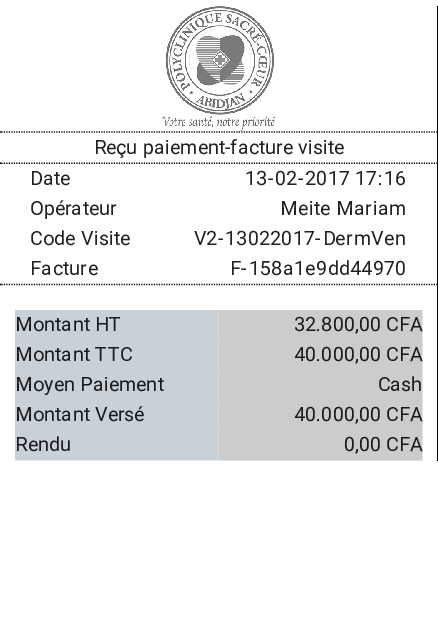 POLYCLINIQUE SACRÉ-CŒUR
ABIDJAN
Votre santé, notre priorité
Reçu paiement-facture visite
Date 13-02-2017 17:16
Opérateur Meite Mariam
Code Visite V2-13022017-DermVen
Facture F-158a1e9dd44970
Montant HT 32.800,00 CFA
Montant TTC 40.000,00 CFA
Moyen Paiement Cash
Montant Versé 40.000,00 CFA
Rendu 0,00 CFA